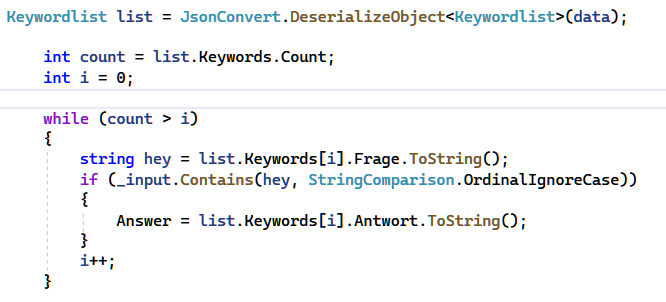 Keywordlist list = JsonConvert.DeserializeObject<Keywordlist>(data);
int count = list.Keywords.Count;
int i = 0;
while (count > i)
{
string hey = list.Keywords[i].Frage.ToString();
if (_input.Contains(hey, StringComparison.OrdinalIgnoreCase))
{
Answer = list.Keywords[i].Antwort.ToString();
}
i++;
}